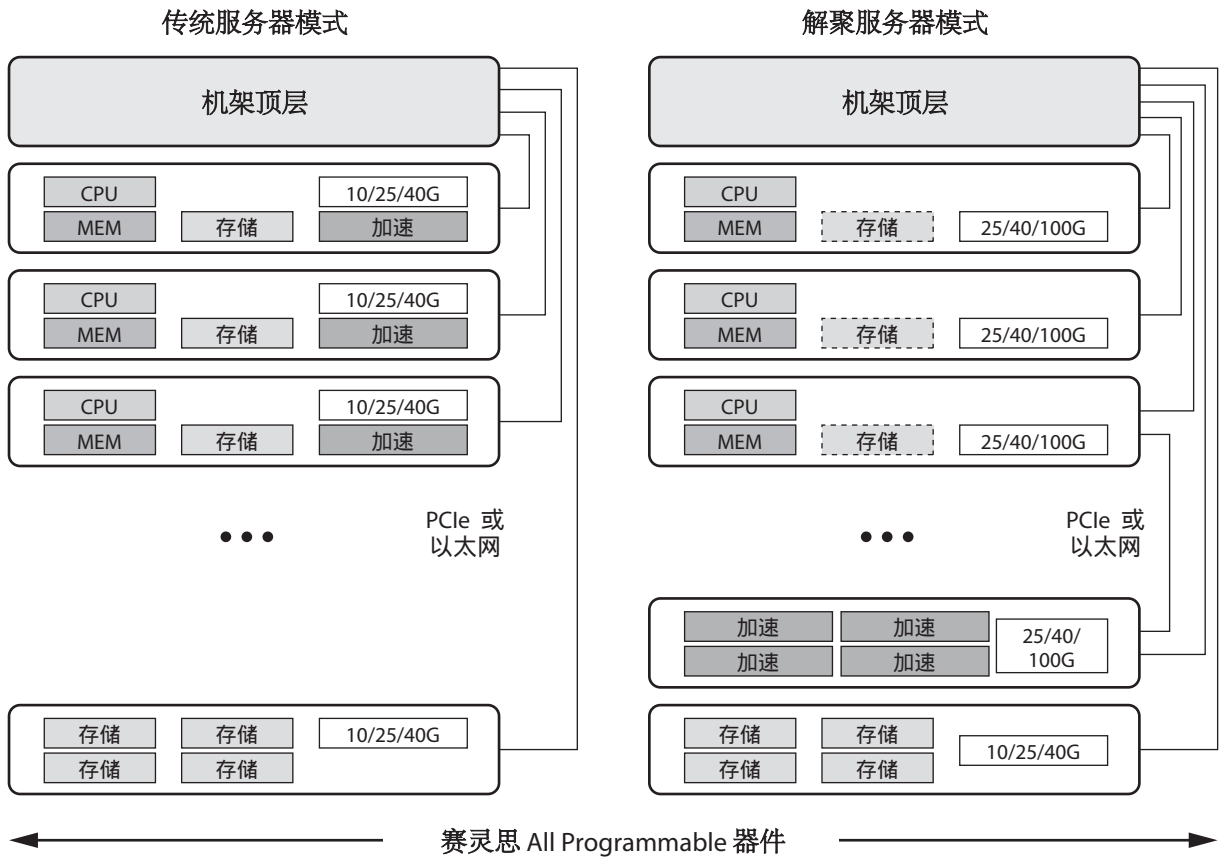 传统服务器模式
机架顶层
CPU
10/25/40G
MEM
存储
加速
CPU
10/25/40G
MEM
存储
加速
CPU
10/25/40G
MEM
存储
加速
PCIe 或
以太网
存储
存储
10/25/40G
存储
存储
解聚服务器模式
机架顶层
CPU
MEM
存储
25/40/100G
CPU
MEM
存储
25/40/100G
CPU
MEM
存储
25/40/100G
PCIe 或
以太网
加速
加速
25/40/
100G
加速
加速
存储
存储
10/25/40G
存储
存储
赛灵思 All Programmable 器件